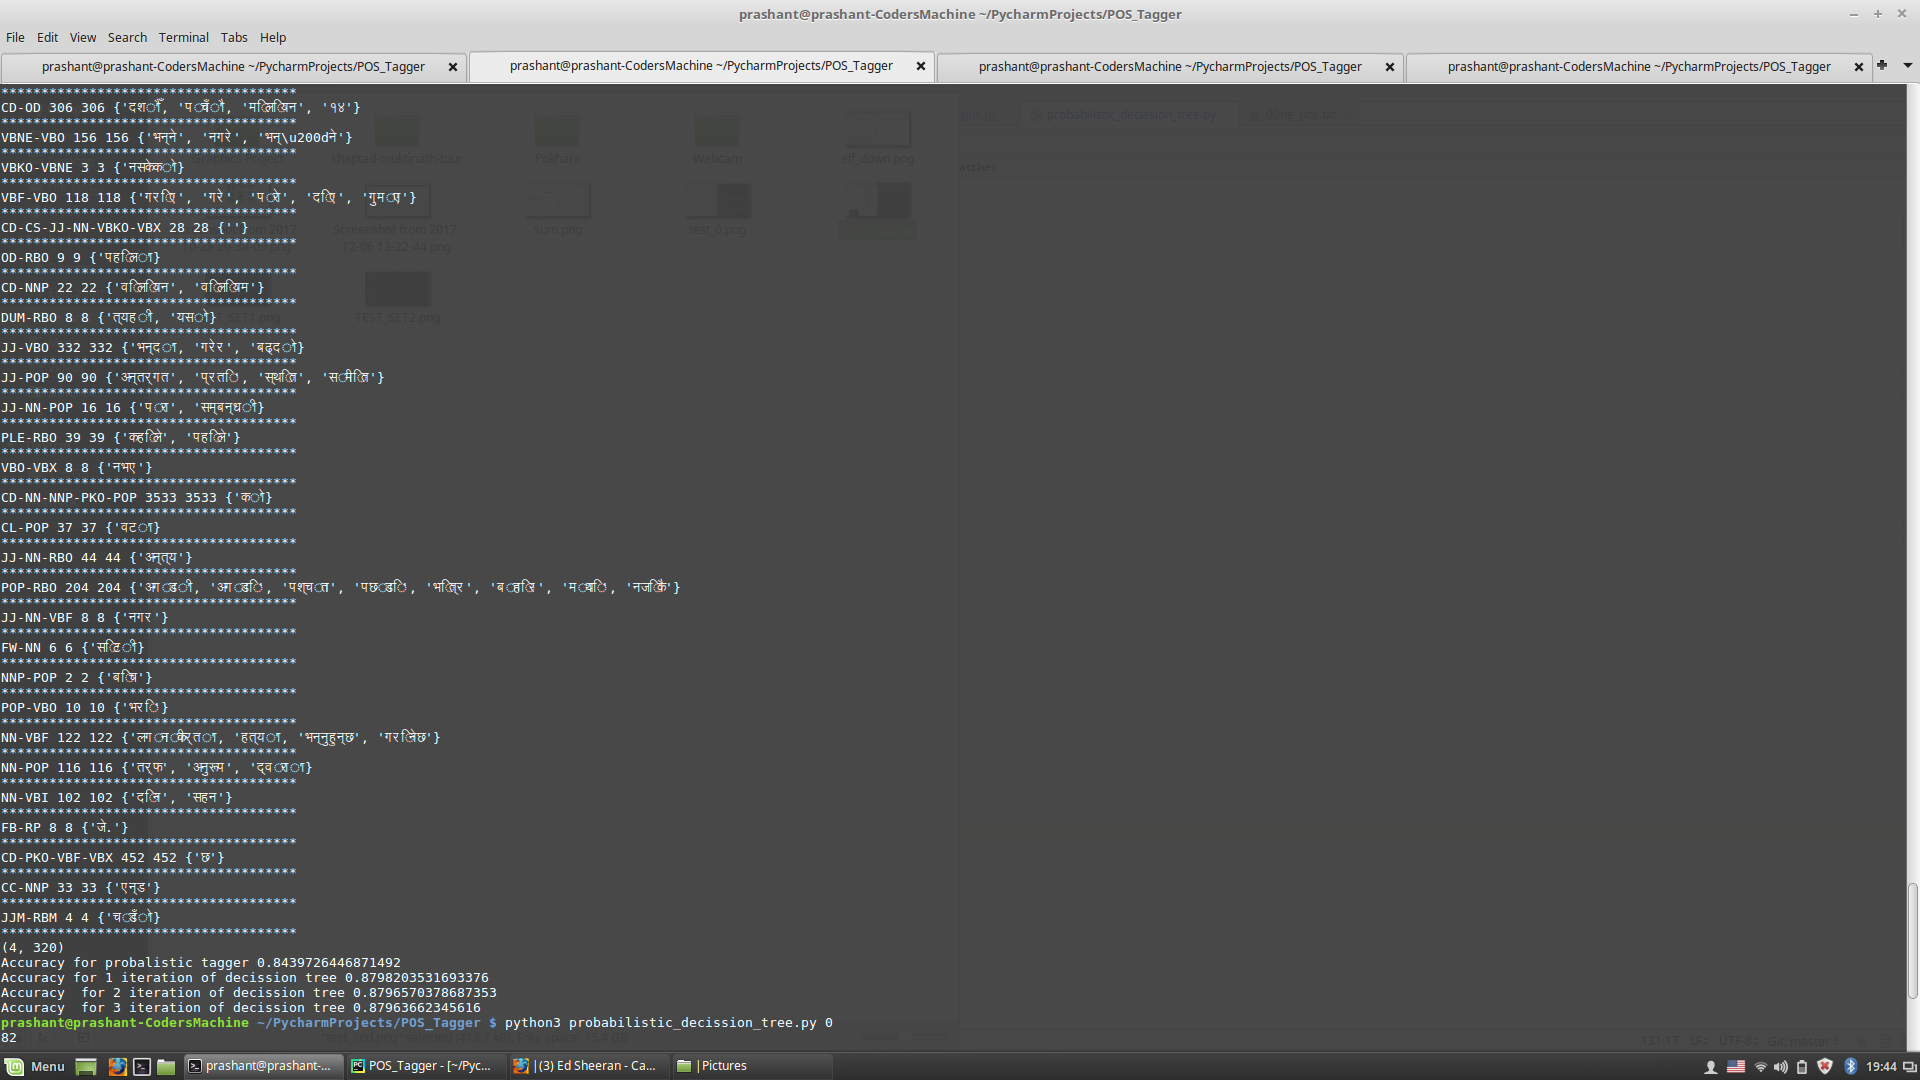 prashant@prashant-CodersMachine ~/PycharmProjects/POS_Tagger
File Edit View Search Terminal Tabs Help
prashant@prashant-CodersMachine ~/PycharmProjects/POS_Tagger prashant@prashant-CodersMachine ~/PycharmProjects/POS_Tagger prashant@prashant-CodersMachine ~/PycharmProjects/POS_Tagger prashant@prashant-CodersMachine ~/PycharmProjects/POS_Tagger
*************************************
CD-OD 306 306 {'दशौँ', 'पाँचौ', 'मिलियन', '१४'}
*************************************
VBNE-VBO 156 156 {'भन्ने', 'नगरे', 'भन्\u200dने'}
*************************************
VBKO-VBNE 3 3 {'नसकेको'}
*************************************
VBF-VBO 118 118 {'गरिए', 'गरे', 'परे', 'दिए', 'गुमाए'}
*************************************
CD-CS-JJ-NN-VBKO-VBX 28 28 {''}
*************************************
OD-RBO 9 9 {'पहिला'}
*************************************
CD-NNP 22 22 {'विलियन', 'विलियम'}
*************************************
DUM-RBO 8 8 {'त्यही', 'यसो'}
*************************************
JJ-VBO 332 332 {'भन्दा', 'गरेर', 'बढ्दो'}
*************************************
JJ-POP 90 90 {'अन्तर्गत', 'प्रति', 'स्थित', 'सीमित'}
*************************************
JJ-NN-POP 16 16 { 'सम्बन्धी'}
*************************************
PLE-RBO 39 39 {'कहिले', 'पहिले'}
*************************************
VBO-VBX 8 8 {'नभए'}
*************************************
CD-NN-NNP-PKO-POP 3533 3533 {'को'}
*************************************
CL-POP 37 37 {'वटा'}
*************************************
JJ-NN-RBO 44 44 {'अन्त्य'}
*************************************
POP-RBO 204 204 {'अगाडी', 'अगाडि', 'पश्चात', 'पछाडि', 'भित्र', 'बाहिर', 'माथि', 'नजिकै'}
*************************************
JJ-NN-VBF 8 8 {'नगर'}
*************************************
FW-NN 6 6 {'सिटी'}
*************************************
NNP-POP 2 2 {'बिच'}
*************************************
POP-VBO 10 10 {'भरि'}
*************************************
NN-VBF 122 122 {'लगानीकर्ता', 'हत्या', 'भन्नुहुन्छ', 'गरिनेछ'}
*************************************
NN-POP 116 116 {'तर्फ', 'अनुरूप', 'द्वारा'}
*************************************
NN-VBI 102 102 {'दिन', 'सहन'}
*************************************
FB-RP 8 8 {'जे.'}
*************************************
CD-PKO-VBF-VBX 452 452 {'छ'}
*************************************
CC-NNP 33 33 {'एन्ड'}
*************************************
JJM-RBM 4 4 {'चाँडो'}
*************************************
(4, 320)
Accuracy for probalistic tagger 0.8439726446871492
Accuracy for 1 iteration of decission tree 0.8798203531693376
Accuracy  for 2 iteration of decission tree 0.8796570378687353
Accuracy  for 3 iteration of decission tree 0.87963662345616
prashant@prashant-CodersMachine ~/PycharmProjects/POS_Tagger $ python3 probabilistic_decission_tree.py 0
82
Menu prashant@prashant-... POS_Tagger - [~/Pyc... |(3) Ed Sheeran - Ca... |Pictures 19:44